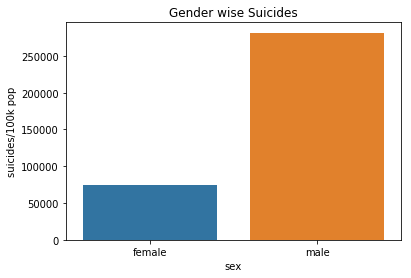 Gender wise Suicides
250000
200000
150000
100000
50000
0
suicides/100k pop
female male
sex